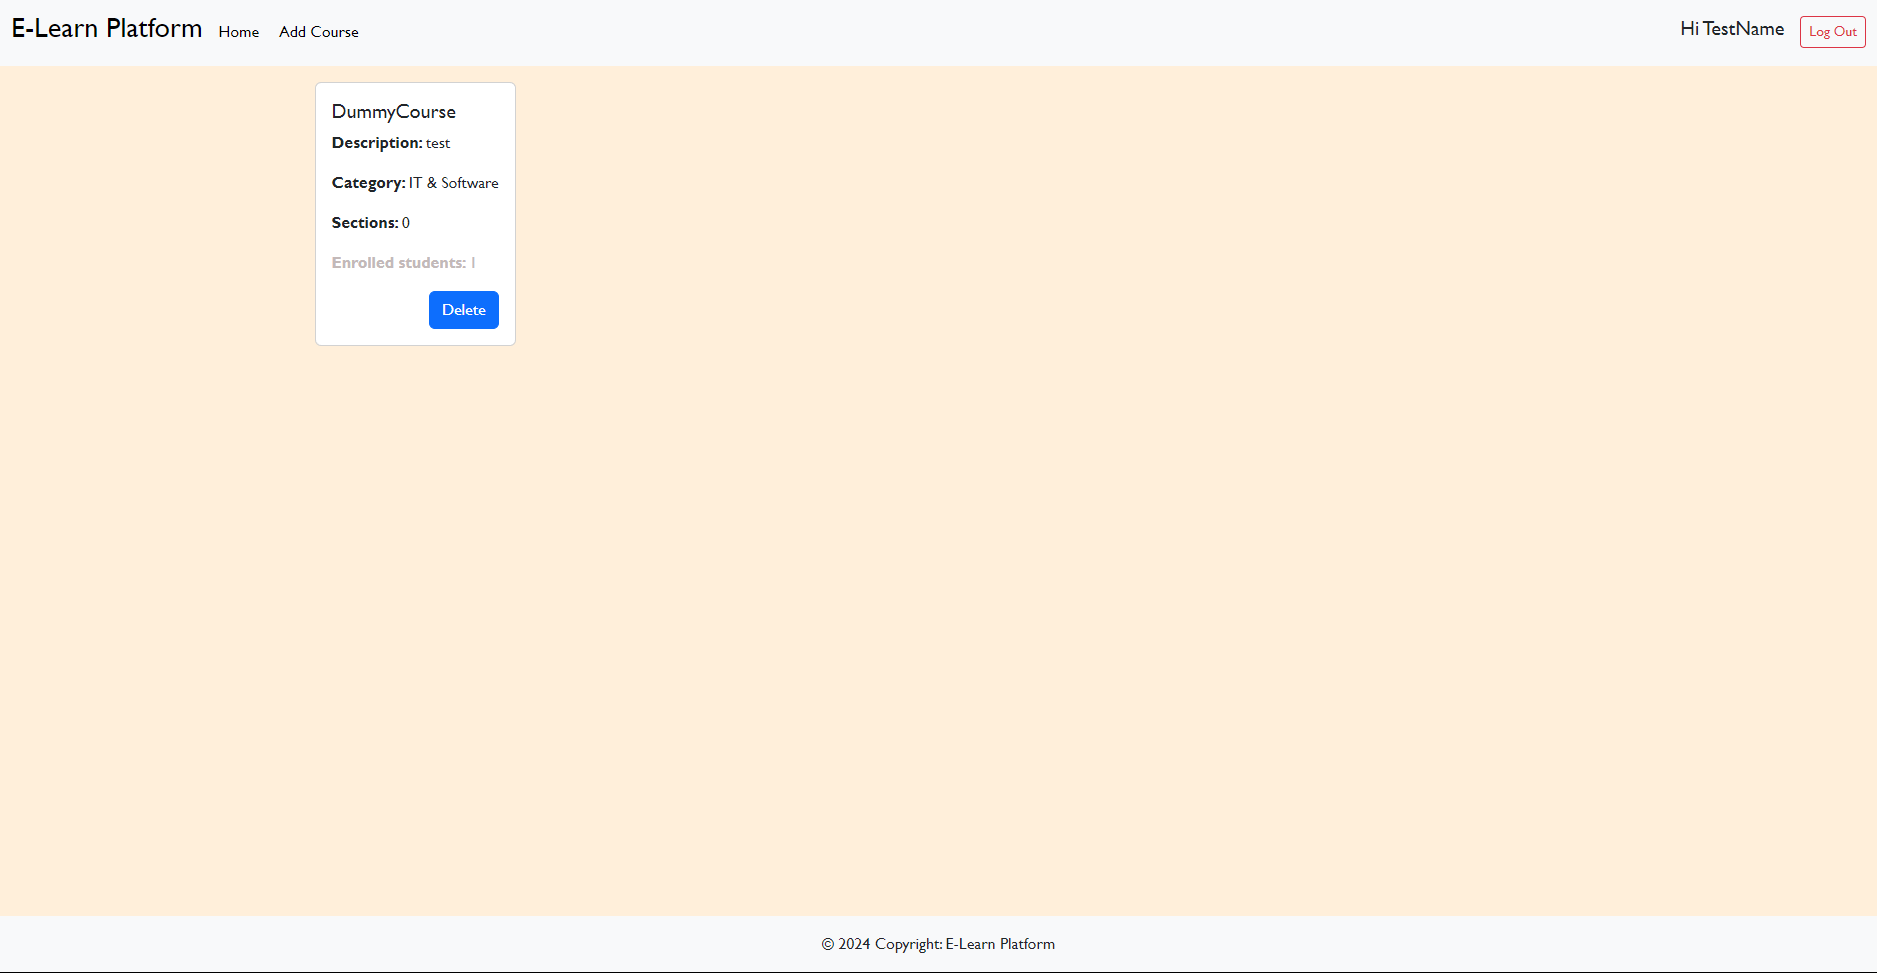 E-Learn Platform Home Add Course Hi TestName Log Out
DummyCourse
Description: test
Category: IT & Software
Sections: 0
Enrolled students: 1
Delete
© 2024 Copyright: E-Learn Platform